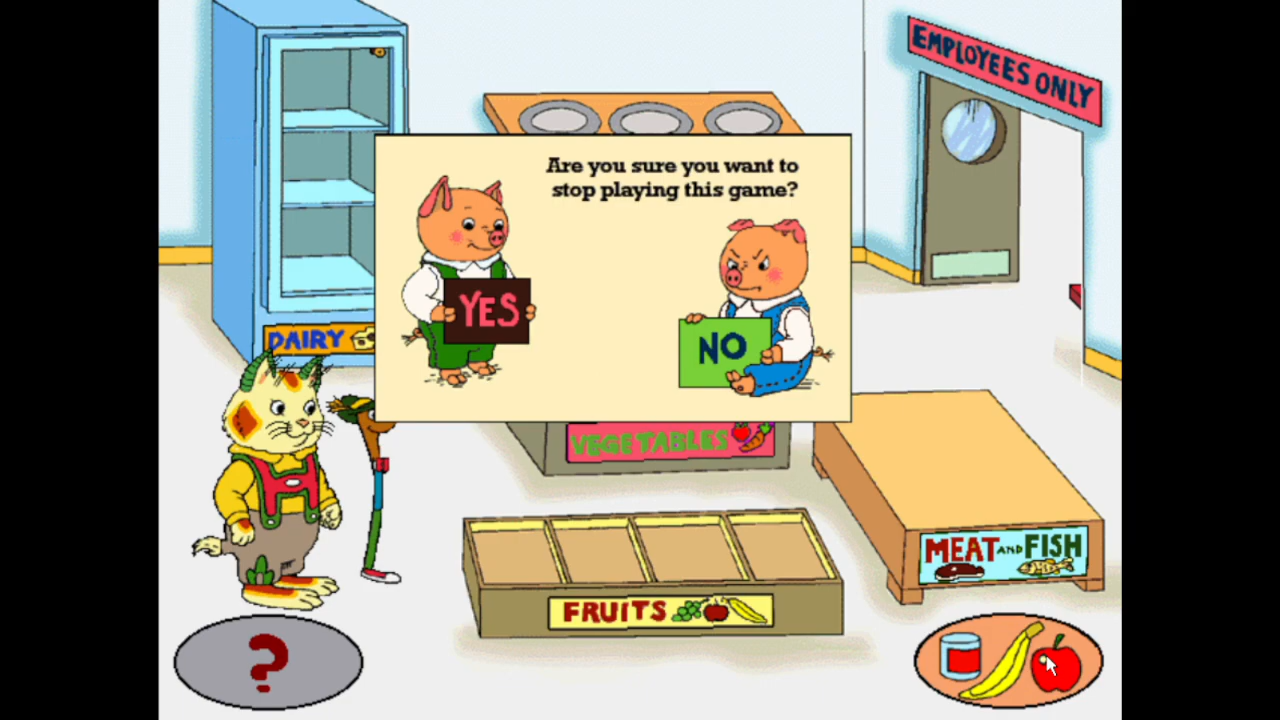 EMPLOYEES ONLY
Are you sure you want to
stop playing this game?
YES
NO
DAIRY
VEGETABLES
MEAT AND FISH
FRUITS
?